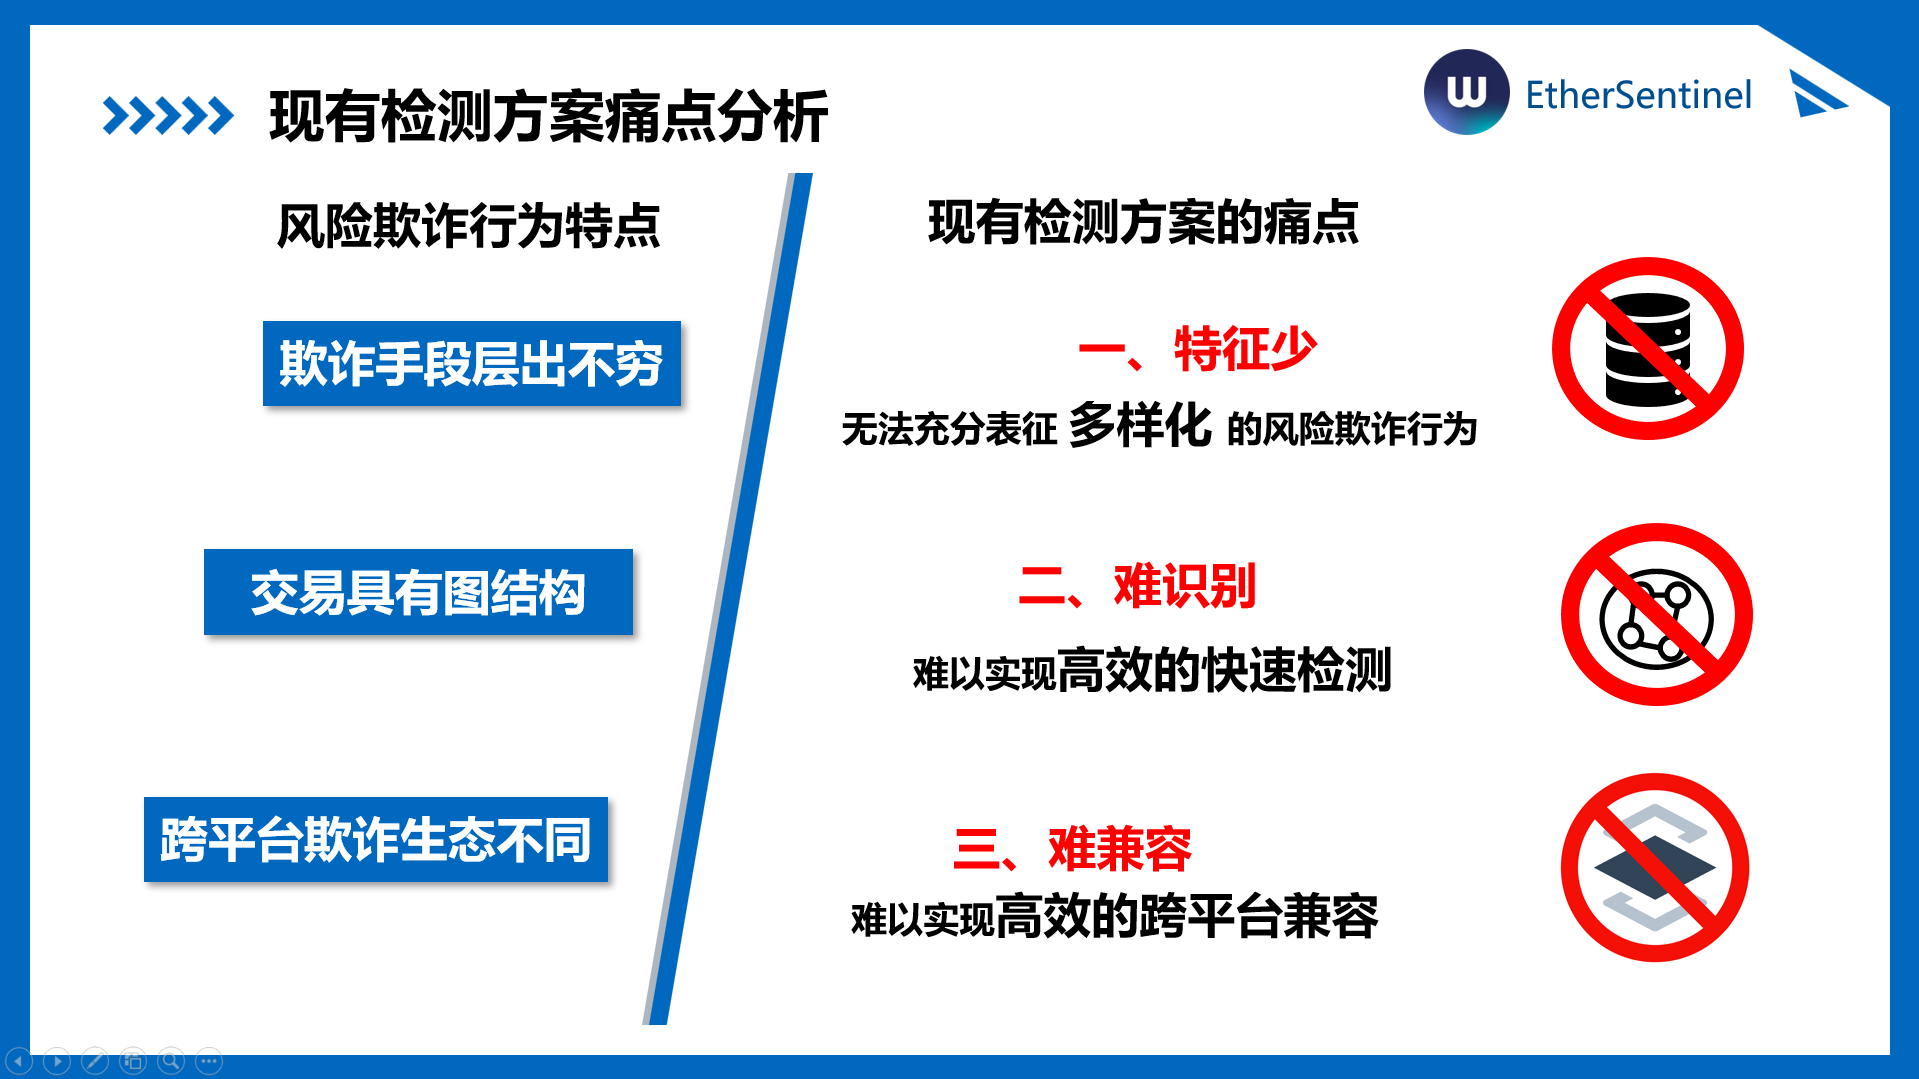 现有检测方案痛点分析
W EtherSentinel
风险欺诈行为特点
欺诈手段层出不穷
交易具有图结构
跨平台欺诈生态不同
现有检测方案的痛点
一、特征少
无法充分表征 多样化 的风险欺诈行为
二、难识别
难以实现高效的快速检测
三、难兼容
难以实现高效的跨平台兼容